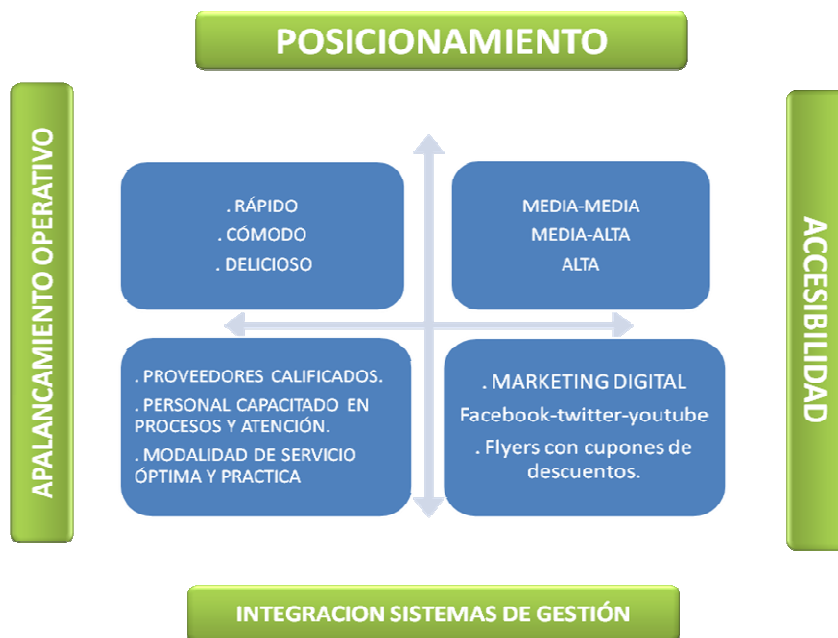 POSICIONAMIENTO
APALANCAMIENTO OPERATIVO
. RÁPIDO
. CÓMODO
. DELICIOSO
MEDIA-MEDIA
MEDIA-ALTA
ALTA
ACCESIBILIDAD
. PROVEEDORES CALIFICADOS.
. PERSONAL CAPACITADO EN
PROCESOS Y ATENCIÓN.
. MODALIDAD DE SERVICIO
ÓPTIMA Y PRACTICA
. MARKETING DIGITAL
Facebook-twitter-youtube
. Flyers con cupones de
descuentos.
INTEGRACION SISTEMAS DE GESTIÓN